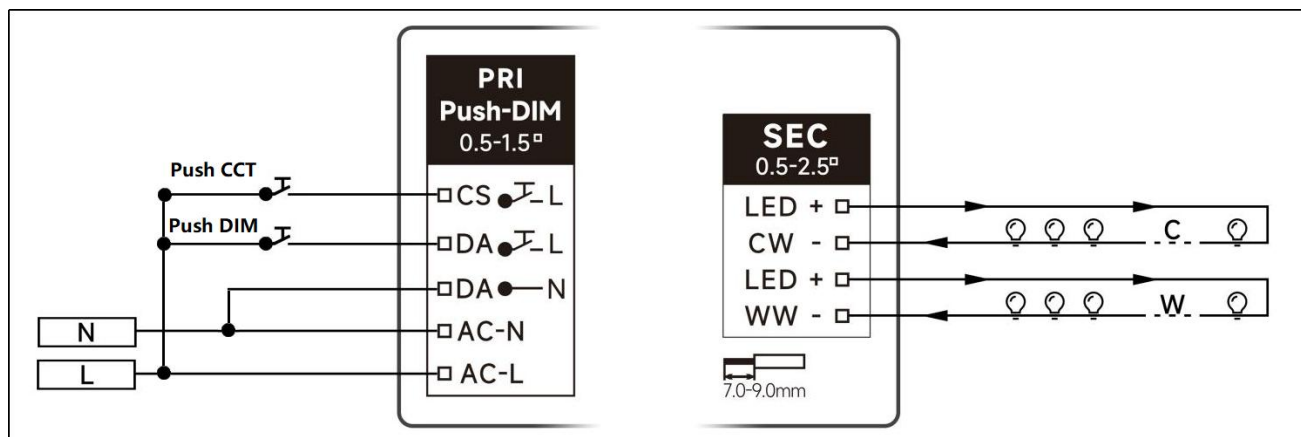 PRI
Push-DIM
0.5-1.5□
Push CCT
CS L
Push DIM
DA L
DA N
N
AC-N
L
AC-L
SEC
0.5-2.5□
LED +
CW -
C
LED +
WW -
W
7.0-9.0mm